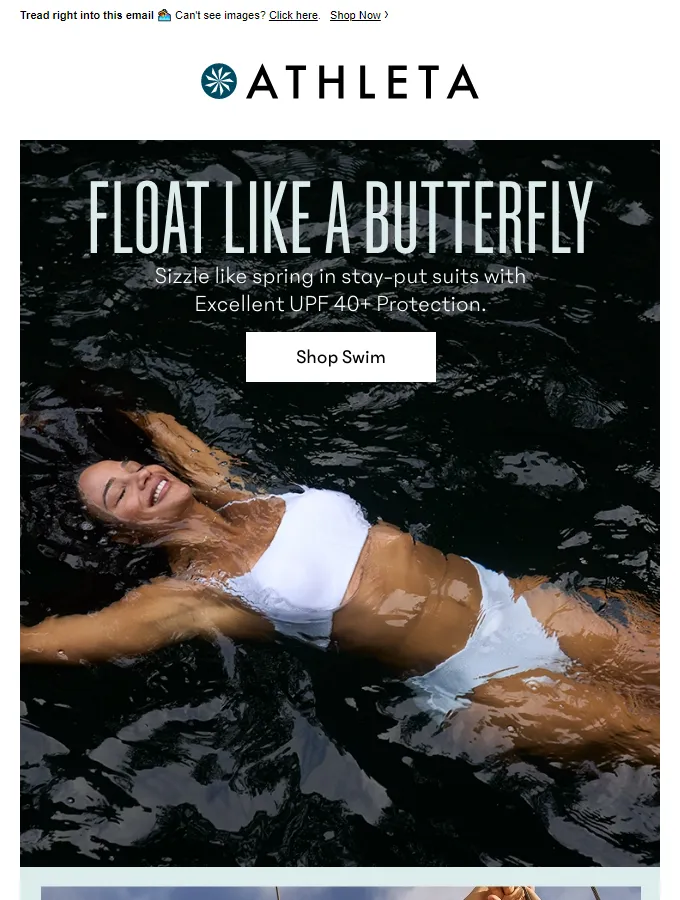 Tread right into this email 🏊🏽 Can't see images? Click here. Shop Now ›
ATHLETA
FLOAT LIKE A BUTTERFLY
Sizzle like spring in stay-put suits with
Excellent UPF 40+ Protection.
Shop Swim